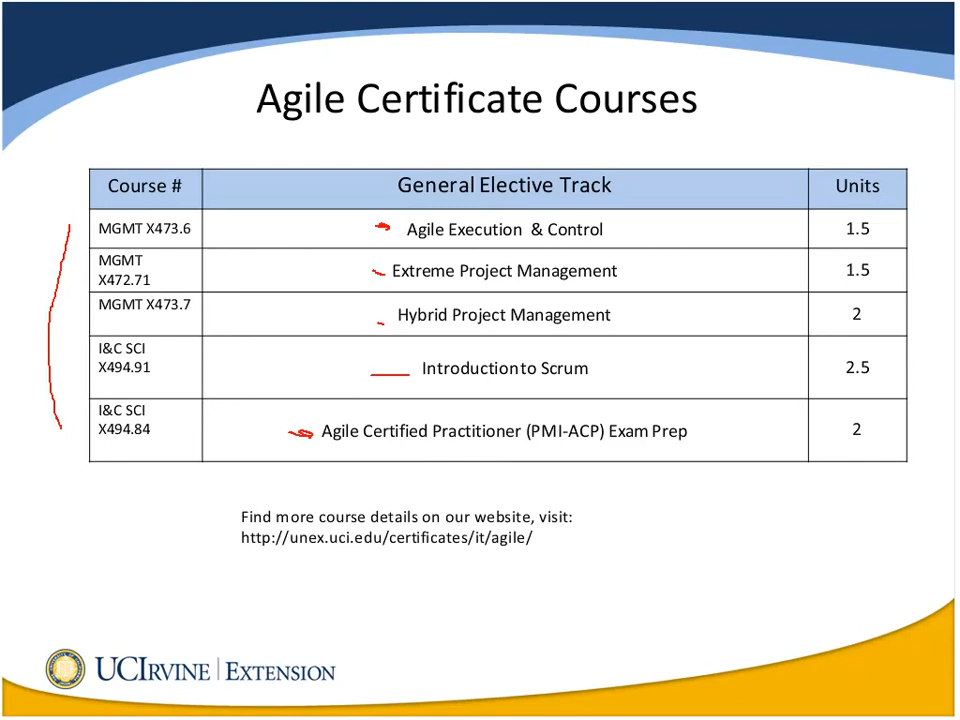 Agile Certificate Courses
Course # General Elective Track Units
MGMT X473.6 Agile Execution & Control 1.5
MGMT
X472.71 Extreme Project Management 1.5
MGMT X473.7 Hybrid Project Management 2
I&C SCI
X494.91 Introduction to Scrum 2.5
I&C SCI
X494.84 Agile Certified Practitioner (PMI-ACP) Exam Prep 2
Find more course details on our website, visit:
http://unex.uci.edu/certificates/it/agile/
UCIRVINE | EXTENSION